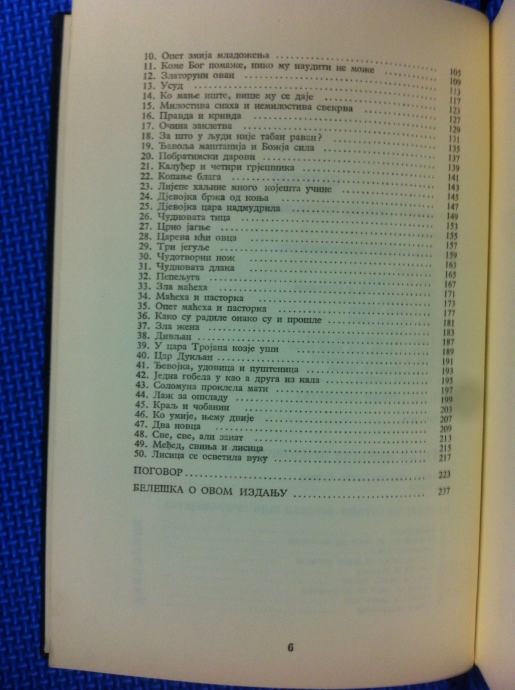 10. Опет змија младожења 105
11. Коме Бог помаже, нико му наудити не може 109
12. Златоруни ован 113
13. Усуд 117
14. Ко мање иште, више му се даје 123
15. Милостива снаха и немилостива свекрва 127
16. Правда и кривда 129
17. Очина заклетва 131
18. За што у људи није табан раван? 135
19. Ђавоља маштанија и Божја сила 137
20. Побратимски дарови 139
21. Калуђер и четири грјешника 141
22. Копање блага 143
23. Лијепе хаљине много којешта учине 145
24. Дјевојка бржа од коња 147
25. Дјевојка цара надмудрила 149
26. Чудновата тица 153
27. Црно јагње 155
28. Царева кћи овца 157
29. Три јегуље 159
30. Чудотворни нож 163
31. Чудновата длака 165
32. Пепељуга 167
33. Зла маћеха 171
34. Маћеха и пасторка 173
35. Опет маћеха и пасторка 177
36. Како су радиле онако су и прошле 181
37. Зла жена 183
38. Дивљан 187
39. У цара Тројана козје уши 189
40. Цар Дукљан 191
41. Ђевојка, удовица и пуштеница 193
42. Једна гобела у као а друга из кала 195
43. Соломуна проклела мати 197
44. Лаж за опкладу 199
45. Краљ и чобанин 203
46. Ко умије, њему двије 207
47. Два новца 209
48. Све, све, али занат 213
49. Међед, свиња и лисица 215
50. Лисица се осветила вуку 217
ПОГОВОР 223
БЕЛЕШКА О ОВОМ ИЗДАЊУ 237
6